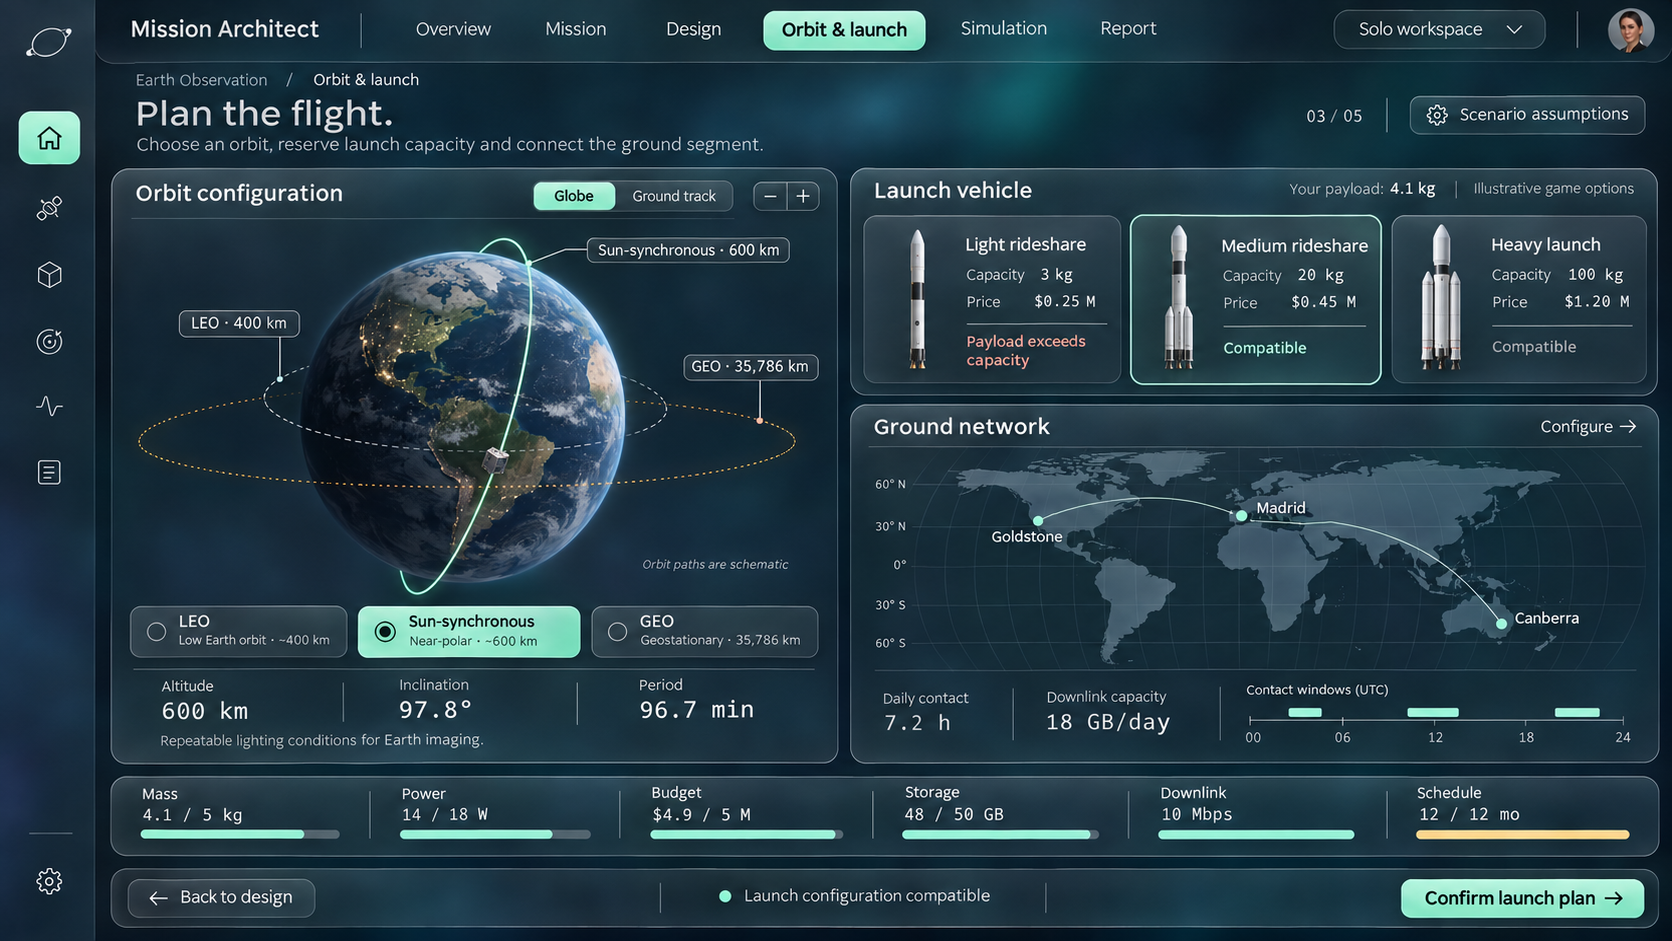 Mission Architect
Overview
Mission
Design
Orbit & launch
Simulation
Report
Solo workspace
Earth Observation / Orbit & launch
Plan the flight.
Choose an orbit, reserve launch capacity and connect the ground segment.
03 / 05
Scenario assumptions
Orbit configuration
Globe
Ground track
− +
Sun-synchronous · 600 km
LEO · 400 km
GEO · 35,786 km
Orbit paths are schematic
LEO
Low Earth orbit · ~400 km
Sun-synchronous
Near-polar · ~600 km
GEO
Geostationary · 35,786 km
Altitude
600 km
Inclination
97.8°
Period
96.7 min
Repeatable lighting conditions for Earth imaging.
Launch vehicle
Your payload: 4.1 kg
Illustrative game options
Light rideshare
Capacity 3 kg
Price $0.25 M
Payload exceeds
capacity
Medium rideshare
Capacity 20 kg
Price $0.45 M
Compatible
Heavy launch
Capacity 100 kg
Price $1.20 M
Compatible
Ground network
Configure →
60° N
30° N
0°
30° S
60° S
Goldstone
Madrid
Canberra
Daily contact
7.2 h
Downlink capacity
18 GB/day
Contact windows (UTC)
00 06 12 18 24
Mass
4.1 / 5 kg
Power
14 / 18 W
Budget
$4.9 / 5 M
Storage
48 / 50 GB
Downlink
10 Mbps
Schedule
12 / 12 mo
← Back to design
Launch configuration compatible
Confirm launch plan →